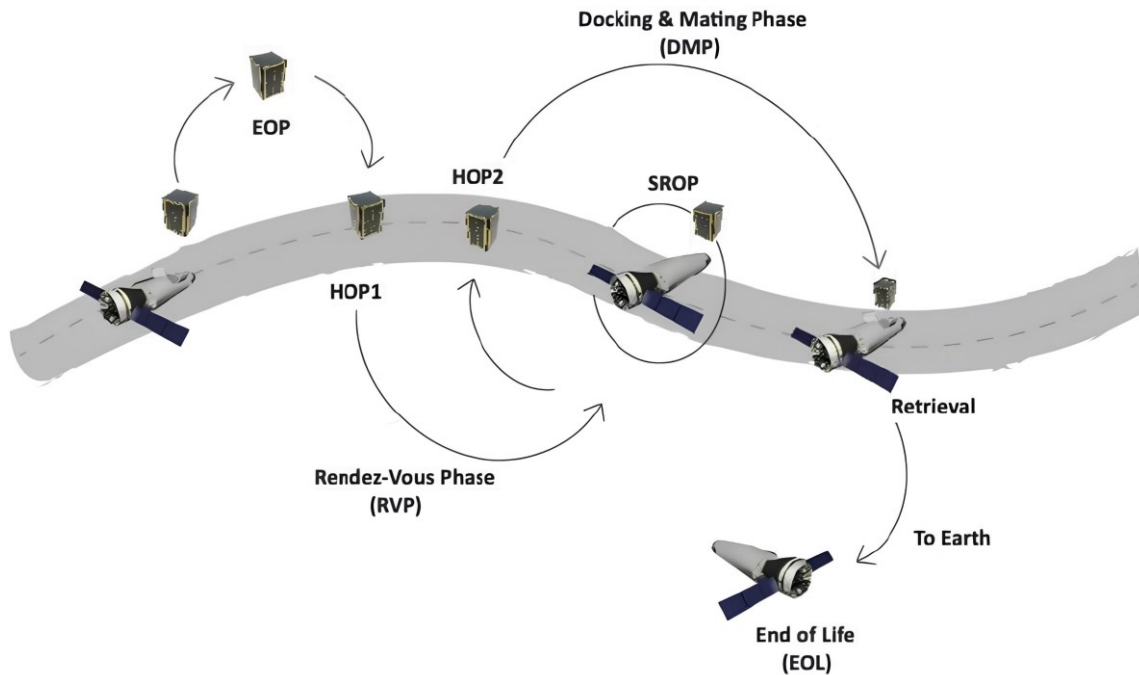 Docking & Mating Phase
(DMP)
EOP
HOP2
SROP
HOP1
Retrieval
Rendez-Vous Phase
(RVP)
To Earth
End of Life
(EOL)